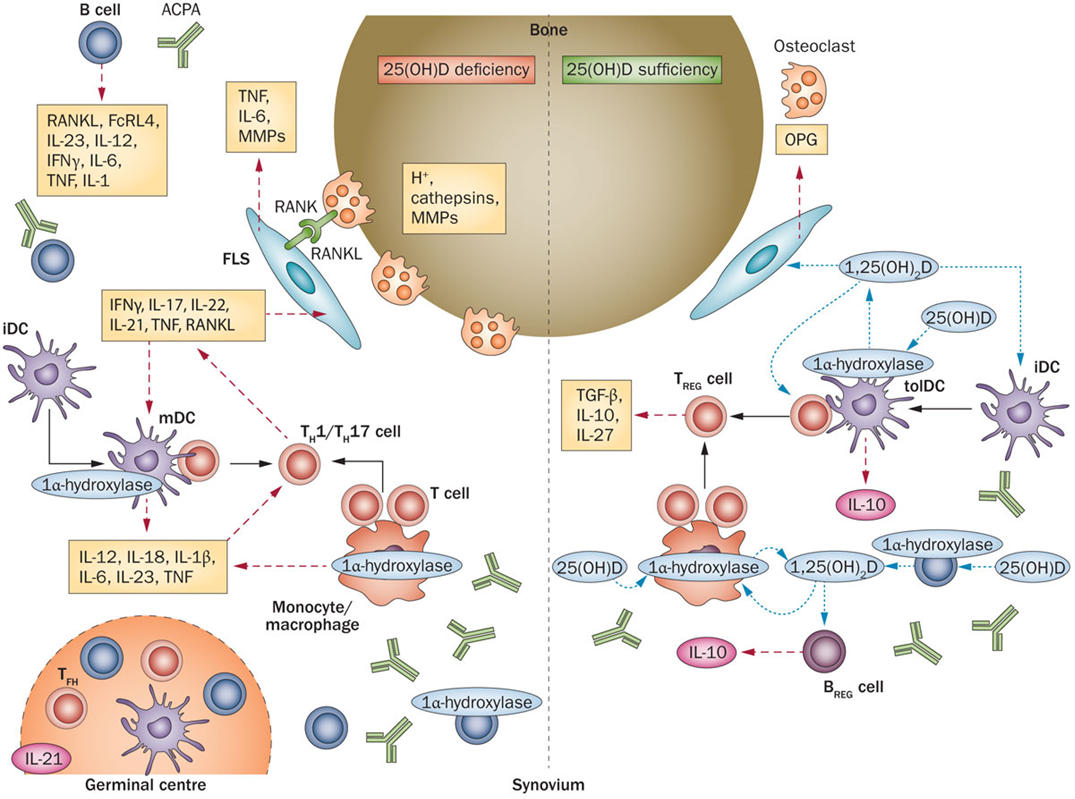 B cell
ACPA
RANKL, FcRL4,
IL-23, IL-12,
IFNγ, IL-6,
TNF, IL-1
TNF,
IL-6,
MMPs
Bone
25(OH)D deficiency
25(OH)D sufficiency
Osteoclast
OPG
H⁺,
cathepsins,
MMPs
RANK
RANKL
FLS
IFNγ, IL-17, IL-22,
IL-21, TNF, RANKL
iDC
mDC
1α-hydroxylase
T_H1/T_H17 cell
T cell
IL-12, IL-18, IL-1β,
IL-6, IL-23, TNF
1α-hydroxylase
Monocyte/
macrophage
T_FH
IL-21
Germinal centre
1α-hydroxylase
Synovium
1,25(OH)₂D
25(OH)D
1α-hydroxylase
tolDC
iDC
T_REG cell
TGF-β,
IL-10,
IL-27
IL-10
25(OH)D
1α-hydroxylase
1,25(OH)₂D
1α-hydroxylase
25(OH)D
IL-10
B_REG cell